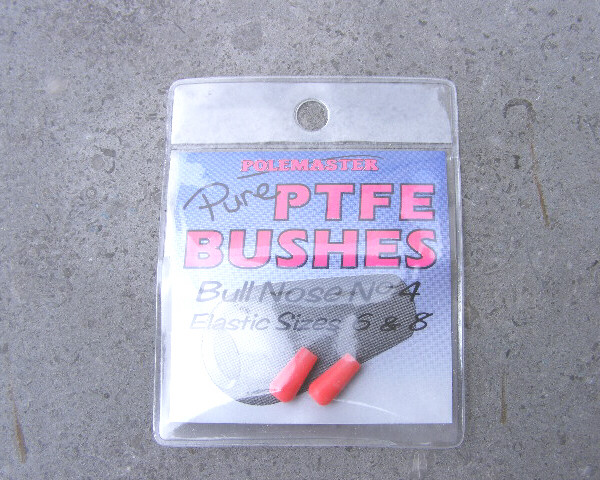 POLEMASTER
Pure PTFE
BUSHES
Bull Nose No 4
Elastic Sizes 6 & 8